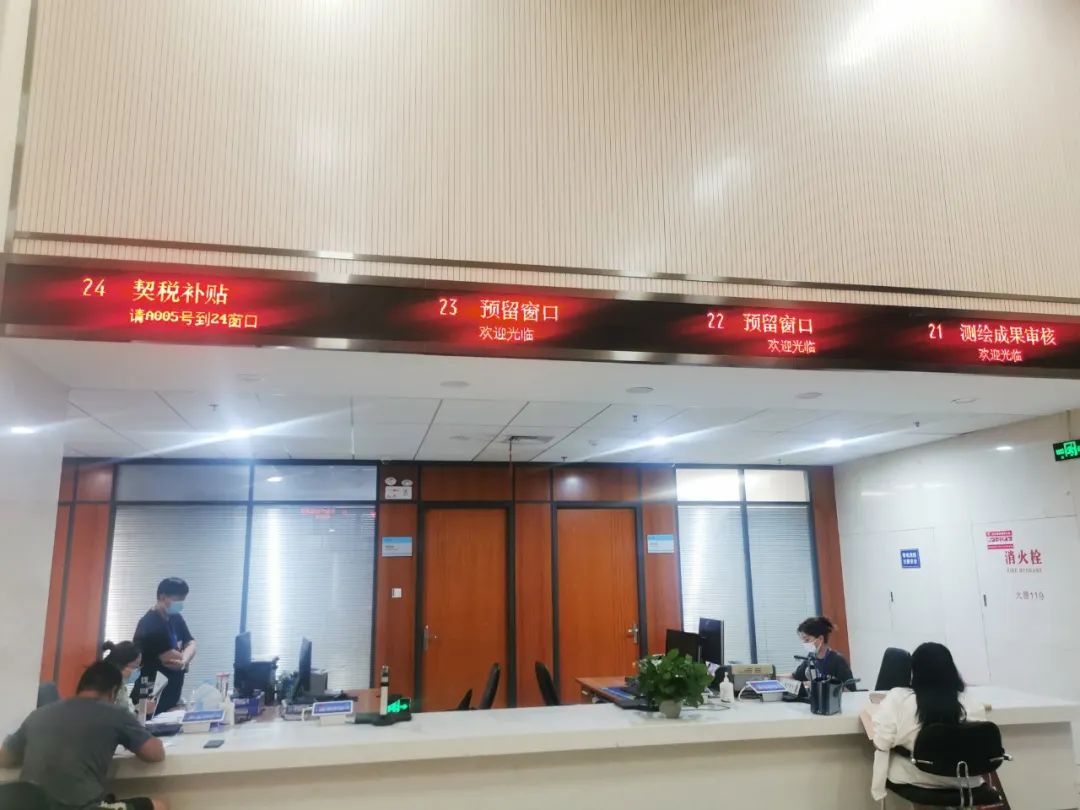 24 契税补贴
请A005号到24窗口
23 预留窗口
欢迎光临
22 预留窗口
欢迎光临
21 测绘成果审核
欢迎光临
消火栓
FIRE HYDRANT
火警119